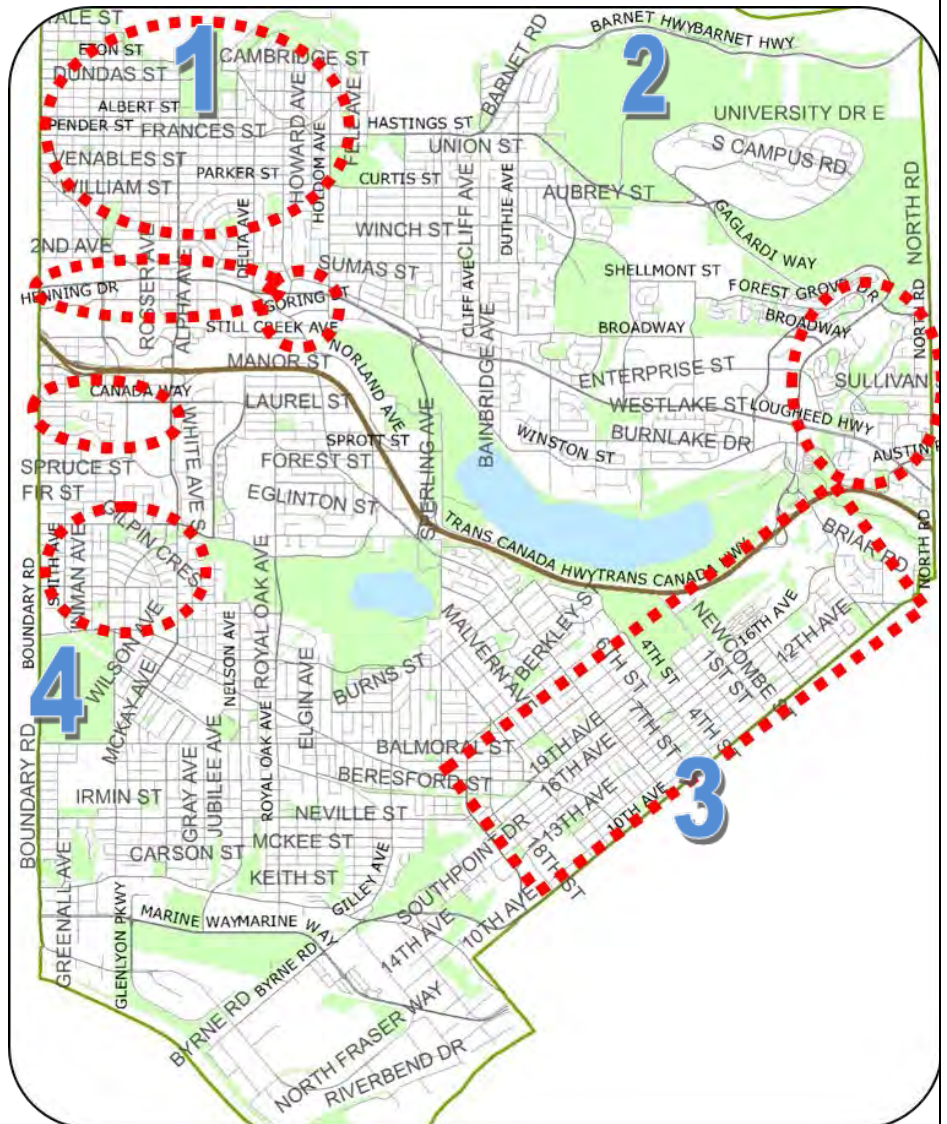 1
ETON ST
CAMBRIDGE ST
DUNDAS ST
ALBERT ST
PENDER ST
FRANCES ST
VENABLES ST
PARKER ST
WILLIAM ST
HOWARD AVE
HOLDOM AVE
FELL AVE
2ND AVE
DELTA AVE
2
BARNET RD
BARNET HWY
BARNET HWY
HASTINGS ST
UNION ST
CURTIS ST
WINCH ST
SUMAS ST
CLIFF AVE
CLIFF AVE
DUTHIE AVE
AUBREY ST
UNIVERSITY DR E
S CAMPUS RD
GAGLARDI WAY
NORTH RD
SHELLMONT ST
FOREST GROVE DR
BROADWAY
BROADWAY
NORTH RD
SULLIVAN
ENTERPRISE ST
WESTLAKE ST
LOUGHEED HWY
BURNLAKE DR
WINSTON ST
BAINBRIDGE AVE
AUSTIN
HENNING DR
ROSSER AVE
ALPHA AVE
GORING ST
STILL CREEK AVE
MANOR ST
NORLAND AVE
CANADA WAY
LAUREL ST
SPROTT ST
WHITE AVE S
FOREST ST
EGLINTON ST
SPERLING AVE
SPRUCE ST
FIR ST
GILPIN CRES
SMITH AVE
INMAN AVE
BOUNDARY RD
TRANS CANADA HWY
TRANS CANADA HWY
BRIAR RD
NORTH RD
4
WILSON AVE
MCKAY AVE
NELSON AVE
ROYAL OAK AVE
ROYAL OAK AVE
ELGIN AVE
BURNS ST
MALVERN AVE
BERKLEY S
6TH ST
4TH ST
NEWCOMBE
16TH AVE
1ST ST
12TH AVE
7TH ST
4TH S
BALMORAL ST
BERESFORD ST
19TH AVE
16TH AVE
13TH AVE
10TH AVE
3
BOUNDARY RD
IRMIN ST
GRAY AVE
JUBILEE AVE
NEVILLE ST
MCKEE ST
CARSON ST
KEITH ST
GILLEY AVE
SOUTHPOINT DR
18TH ST
14TH AVE
10TH AVE
GREENALL AVE
GLENLYON PKWY
MARINE WAY
MARINE WAY
BYRNE RD
BYRNE RD
NORTH FRASER WAY
RIVERBEND DR